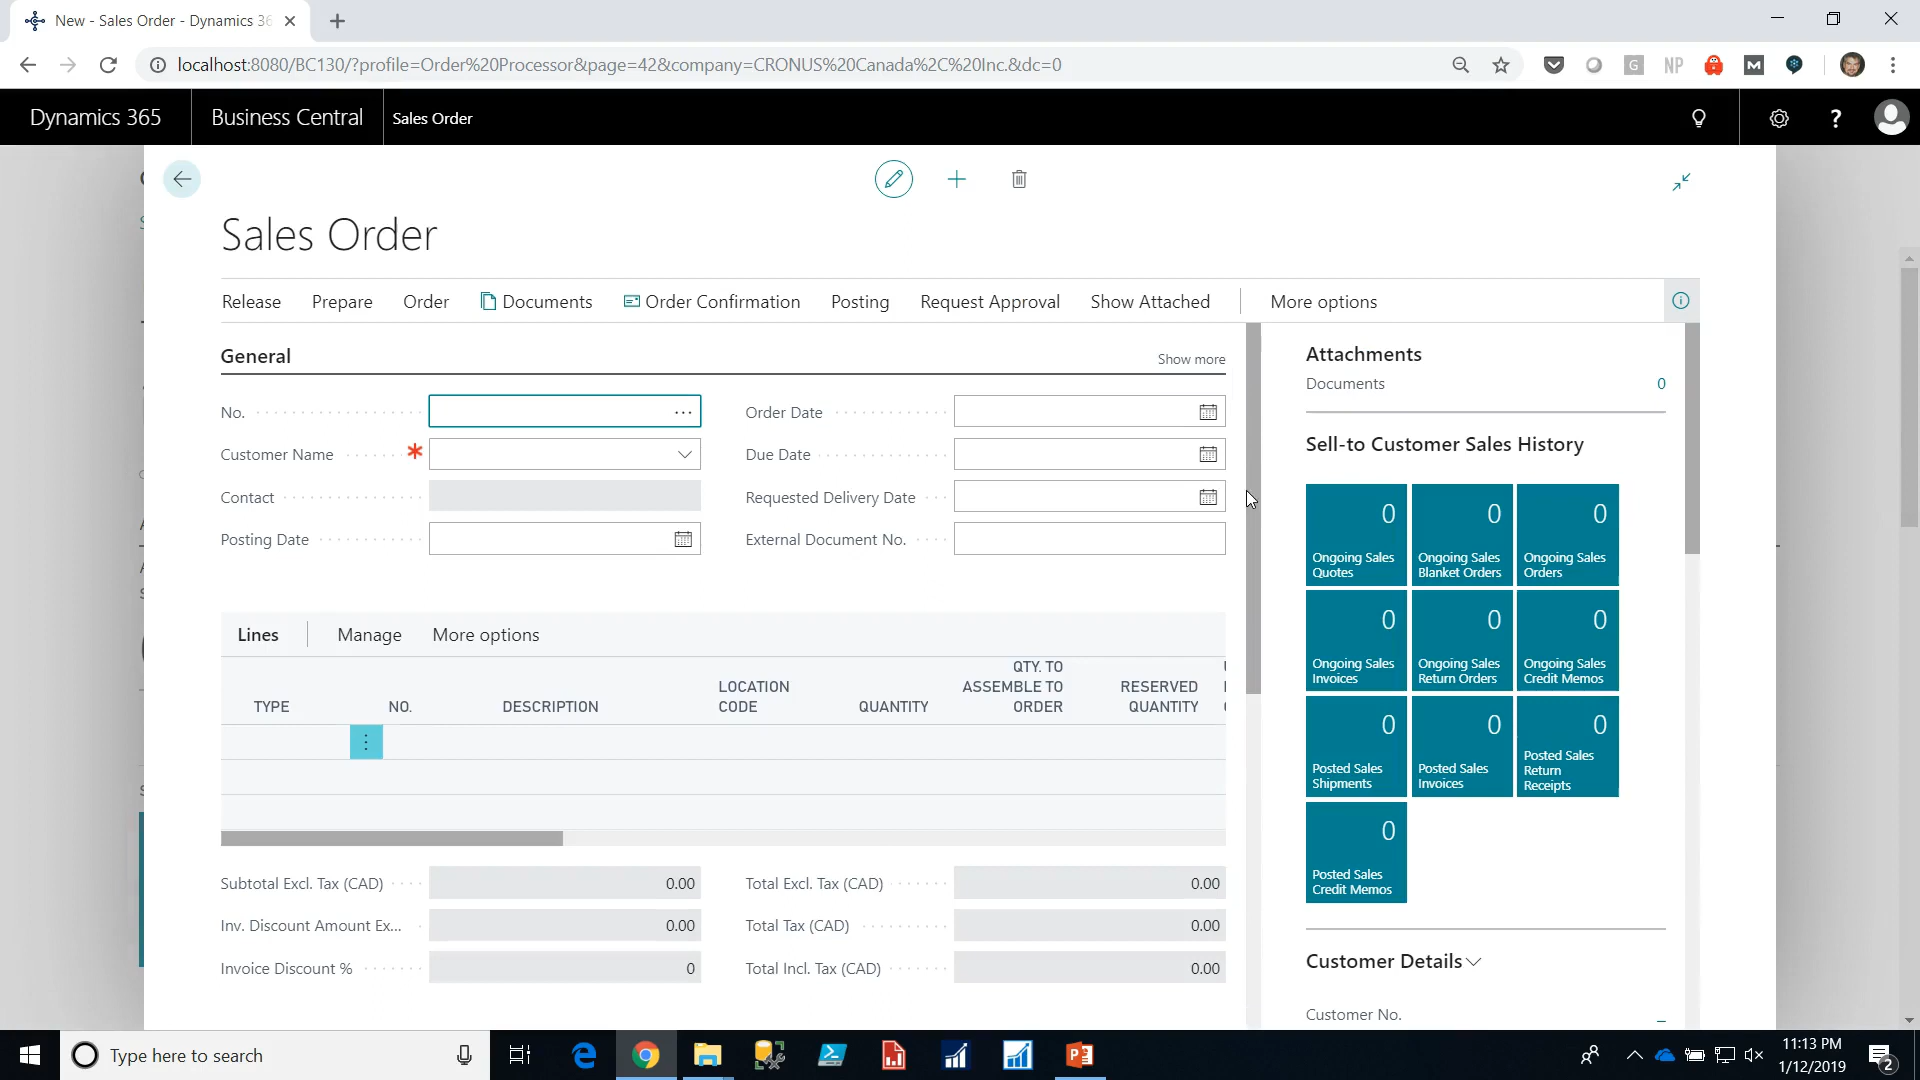 New - Sales Order - Dynamics 36
localhost:8080/BC130/?profile=Order%20Processor&page=42&company=CRONUS%20Canada%2C%20Inc.&dc=0
G
NP
M
Dynamics 365
Business Central
Sales Order
?
Sales Order
Release
Prepare
Order
Documents
Order Confirmation
Posting
Request Approval
Show Attached
More options
General
Show more
No.
Customer Name
*
Contact
Posting Date
Order Date
Due Date
Requested Delivery Date
External Document No.
Lines
Manage
More options
TYPE
NO.
DESCRIPTION
LOCATION
CODE
QUANTITY
QTY. TO
ASSEMBLE TO
ORDER
RESERVED
QUANTITY
Subtotal Excl. Tax (CAD)
0.00
Inv. Discount Amount Ex...
0.00
Invoice Discount %
0
Total Excl. Tax (CAD)
0.00
Total Tax (CAD)
0.00
Total Incl. Tax (CAD)
0.00
Attachments
Documents
0
Sell-to Customer Sales History
0
Ongoing Sales
Quotes
0
Ongoing Sales
Blanket Orders
0
Ongoing Sales
Orders
0
Ongoing Sales
Invoices
0
Ongoing Sales
Return Orders
0
Ongoing Sales
Credit Memos
0
Posted Sales
Shipments
0
Posted Sales
Invoices
0
Posted Sales
Return
Receipts
0
Posted Sales
Credit Memos
Customer Details
Customer No.
_
Type here to search
11:13 PM
1/12/2019
2